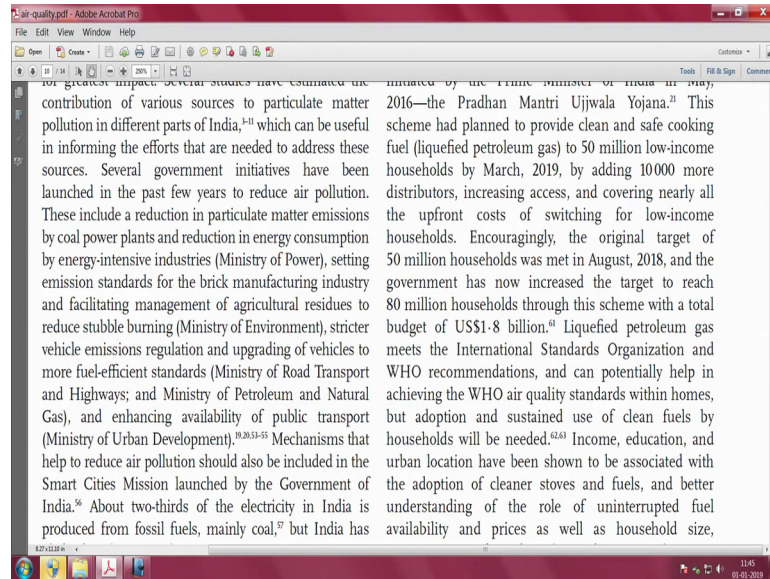 air-quality.pdf - Adobe Acrobat Pro
File Edit View Window Help
Open Create Customize
10 / 14 250% Tools Fill & Sign Comme
for greatest impact. Several studies have estimated the
contribution of various sources to particulate matter
pollution in different parts of India,³⁻¹¹ which can be useful
in informing the efforts that are needed to address these
sources. Several government initiatives have been
launched in the past few years to reduce air pollution.
These include a reduction in particulate matter emissions
by coal power plants and reduction in energy consumption
by energy-intensive industries (Ministry of Power), setting
emission standards for the brick manufacturing industry
and facilitating management of agricultural residues to
reduce stubble burning (Ministry of Environment), stricter
vehicle emissions regulation and upgrading of vehicles to
more fuel-efficient standards (Ministry of Road Transport
and Highways; and Ministry of Petroleum and Natural
Gas), and enhancing availability of public transport
(Ministry of Urban Development).¹⁹,²⁰,⁵³⁻⁵⁵ Mechanisms that
help to reduce air pollution should also be included in the
Smart Cities Mission launched by the Government of
India.⁵⁶ About two-thirds of the electricity in India is
produced from fossil fuels, mainly coal,⁵⁷ but India has
initiated by the Prime Minister of India in May,
2016—the Pradhan Mantri Ujjwala Yojana.²¹ This
scheme had planned to provide clean and safe cooking
fuel (liquefied petroleum gas) to 50 million low-income
households by March, 2019, by adding 10 000 more
distributors, increasing access, and covering nearly all
the upfront costs of switching for low-income
households. Encouragingly, the original target of
50 million households was met in August, 2018, and the
government has now increased the target to reach
80 million households through this scheme with a total
budget of US$1·8 billion.⁶¹ Liquefied petroleum gas
meets the International Standards Organization and
WHO recommendations, and can potentially help in
achieving the WHO air quality standards within homes,
but adoption and sustained use of clean fuels by
households will be needed.⁶²,⁶³ Income, education, and
urban location have been shown to be associated with
the adoption of cleaner stoves and fuels, and better
understanding of the role of uninterrupted fuel
availability and prices as well as household size,
8.27 x 11.10 in
11:45
01-01-2019